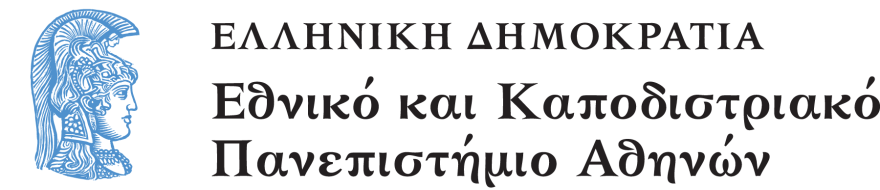 ΕΛΛΗΝΙΚΗ ΔΗΜΟΚΡΑΤΙΑ
Εθνικό και Καποδιστριακό
Πανεπιστήμιο Αθηνών